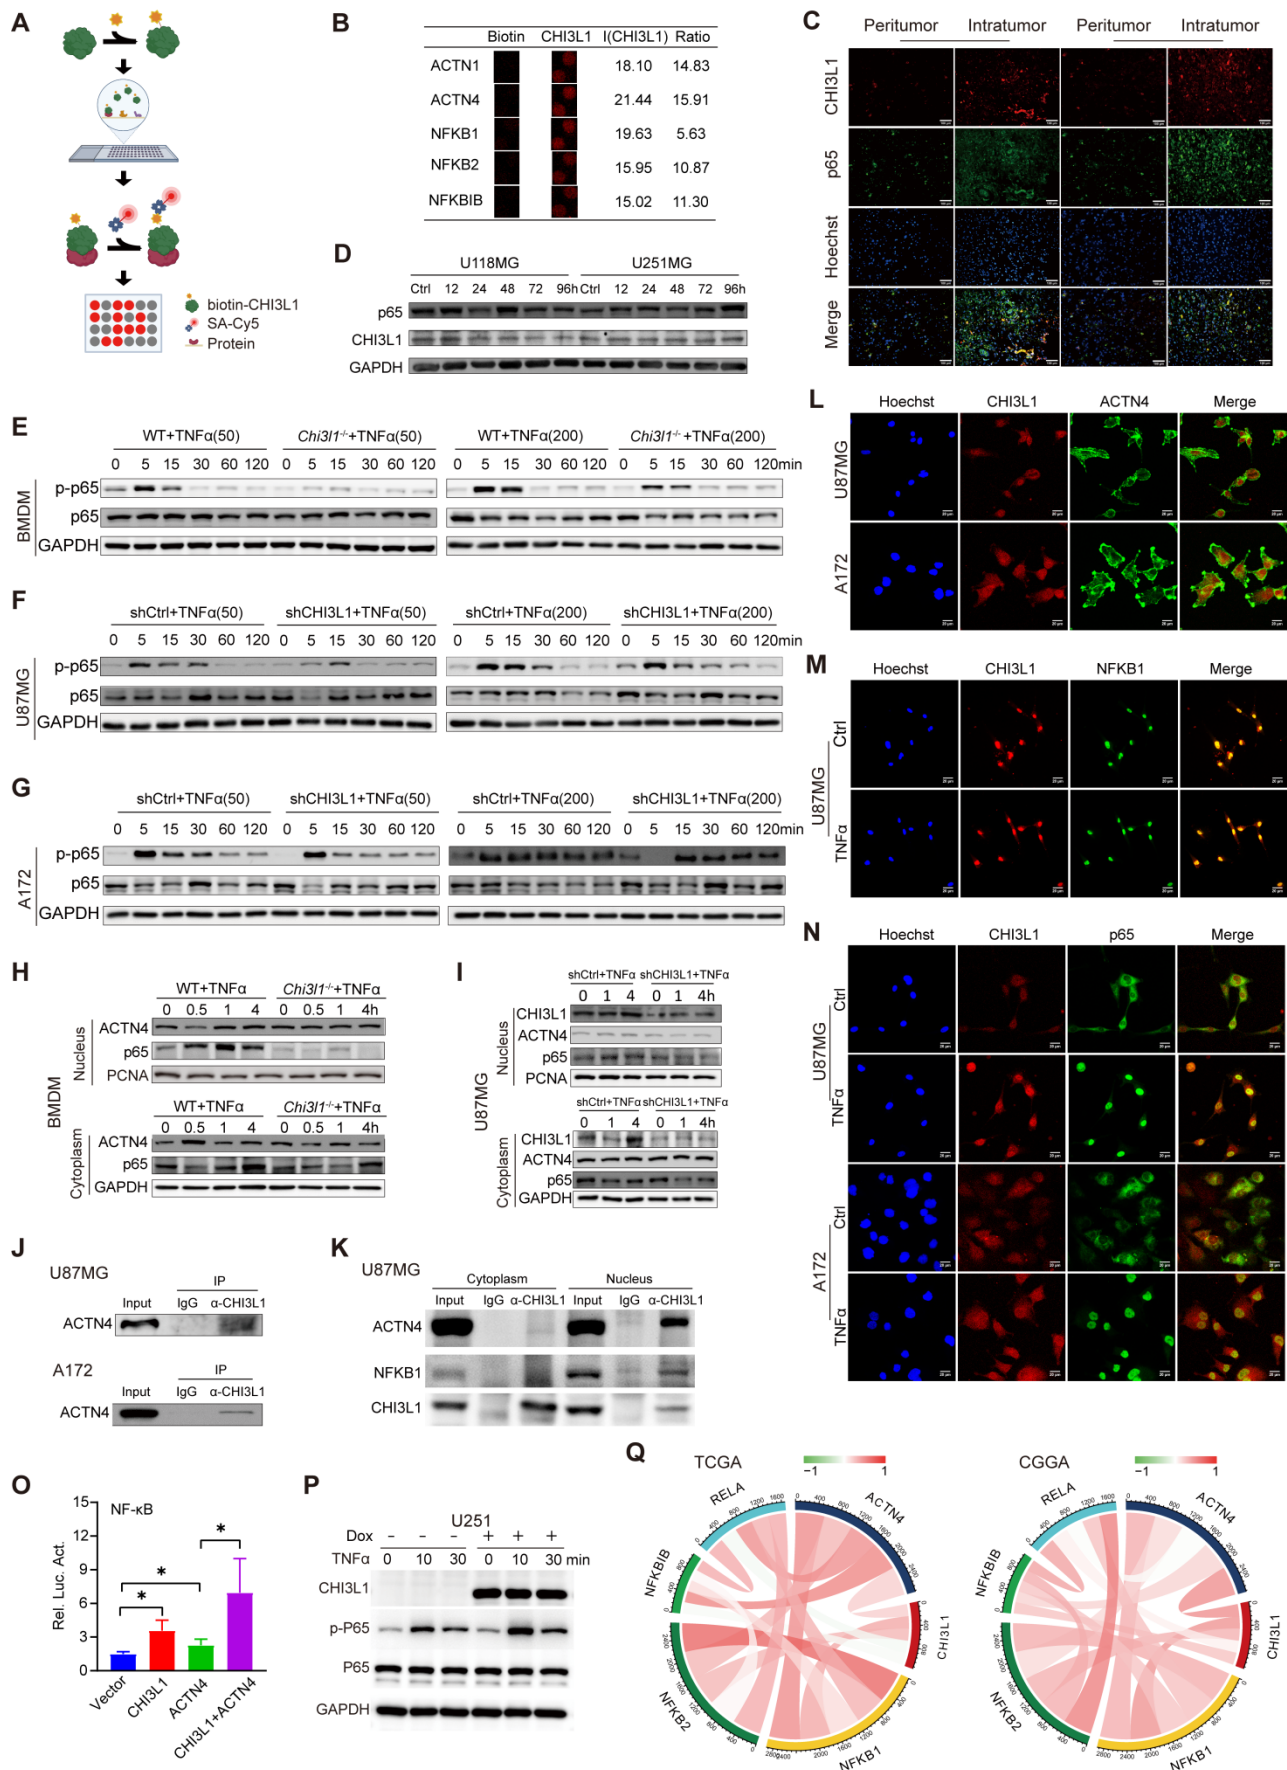 A
biotin-CHI3L1
SA-Cy5
Protein
B
Biotin CHI3L1 I(CHI3L1) Ratio
ACTN1 18.10 14.83
ACTN4 21.44 15.91
NFKB1 19.63 5.63
NFKB2 15.95 10.87
NFKBIB 15.02 11.30
C
Peritumor Intratumor Peritumor Intratumor
CHI3L1
p65
Hoechst
Merge
D
U118MG U251MG
Ctrl 12 24 48 72 96h Ctrl 12 24 48 72 96h
p65
CHI3L1
GAPDH
E
WT+TNFα(50) Chi3l1-/-+TNFα(50) WT+TNFα(200) Chi3l1-/-+TNFα(200)
0 5 15 30 60 120 0 5 15 30 60 120 0 5 15 30 60 120 0 5 15 30 60 120min
BMDM
p-p65
p65
GAPDH
F
shCtrl+TNFα(50) shCHI3L1+TNFα(50) shCtrl+TNFα(200) shCHI3L1+TNFα(200)
0 5 15 30 60 120 0 5 15 30 60 120 0 5 15 30 60 120 0 5 15 30 60 120 min
U87MG
p-p65
p65
GAPDH
G
shCtrl+TNFα(50) shCHI3L1+TNFα(50) shCtrl+TNFα(200) shCHI3L1+TNFα(200)
0 5 15 30 60 120 0 5 15 30 60 120 0 5 15 30 60 120 0 5 15 30 60 120min
A172
p-p65
p65
GAPDH
H
WT+TNFα Chi3l1-/-+TNFα
0 0.5 1 4 0 0.5 1 4h
BMDM
Nucleus
ACTN4
p65
PCNA
WT+TNFα Chi3l1-/-+TNFα
0 0.5 1 4 0 0.5 1 4h
Cytoplasm
ACTN4
p65
GAPDH
I
shCtrl+TNFα shCHI3L1+TNFα
0 1 4 0 1 4h
U87MG
Nucleus
CHI3L1
ACTN4
p65
PCNA
shCtrl+TNFα shCHI3L1+TNFα
0 1 4 0 1 4h
Cytoplasm
CHI3L1
ACTN4
p65
GAPDH
J
U87MG
IP
Input IgG α-CHI3L1
ACTN4
A172
IP
Input IgG α-CHI3L1
ACTN4
K
U87MG
Cytoplasm Nucleus
Input IgG α-CHI3L1 Input IgG α-CHI3L1
ACTN4
NFKB1
CHI3L1
L
Hoechst CHI3L1 ACTN4 Merge
U87MG
A172
M
Hoechst CHI3L1 NFKB1 Merge
U87MG
Ctrl
TNFα
N
Hoechst CHI3L1 p65 Merge
U87MG
Ctrl
TNFα
A172
Ctrl
TNFα
O
NF-κB
Rel. Luc. Act.
15
12
9
6
3
0
* * *
Vector CHI3L1 ACTN4 CHI3L1+ACTN4
P
U251
Dox − − − + + +
TNFα 0 10 30 0 10 30 min
CHI3L1
p-P65
P65
GAPDH
Q
TCGA
−1 1
RELA
ACTN4
CHI3L1
NFKB1
NFKB2
NFKBIB
CGGA
−1 1
RELA
ACTN4
CHI3L1
NFKB1
NFKB2
NFKBIB